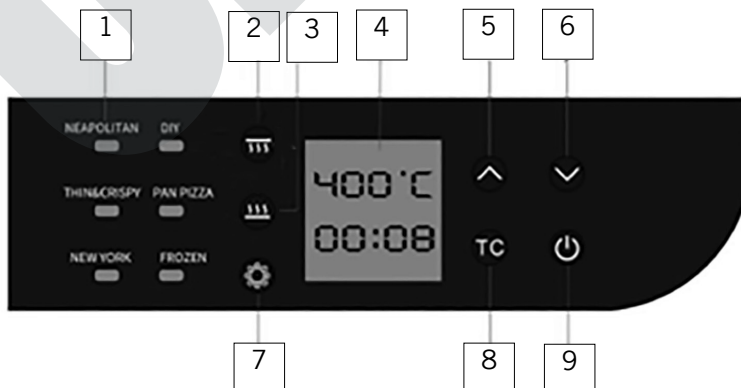 1 2 3 4 5 6
NEAPOLITAN DIY
THIN&CRISPY PAN PIZZA
400°C
00:08
TC
NEW YORK FROZEN
7 8 9